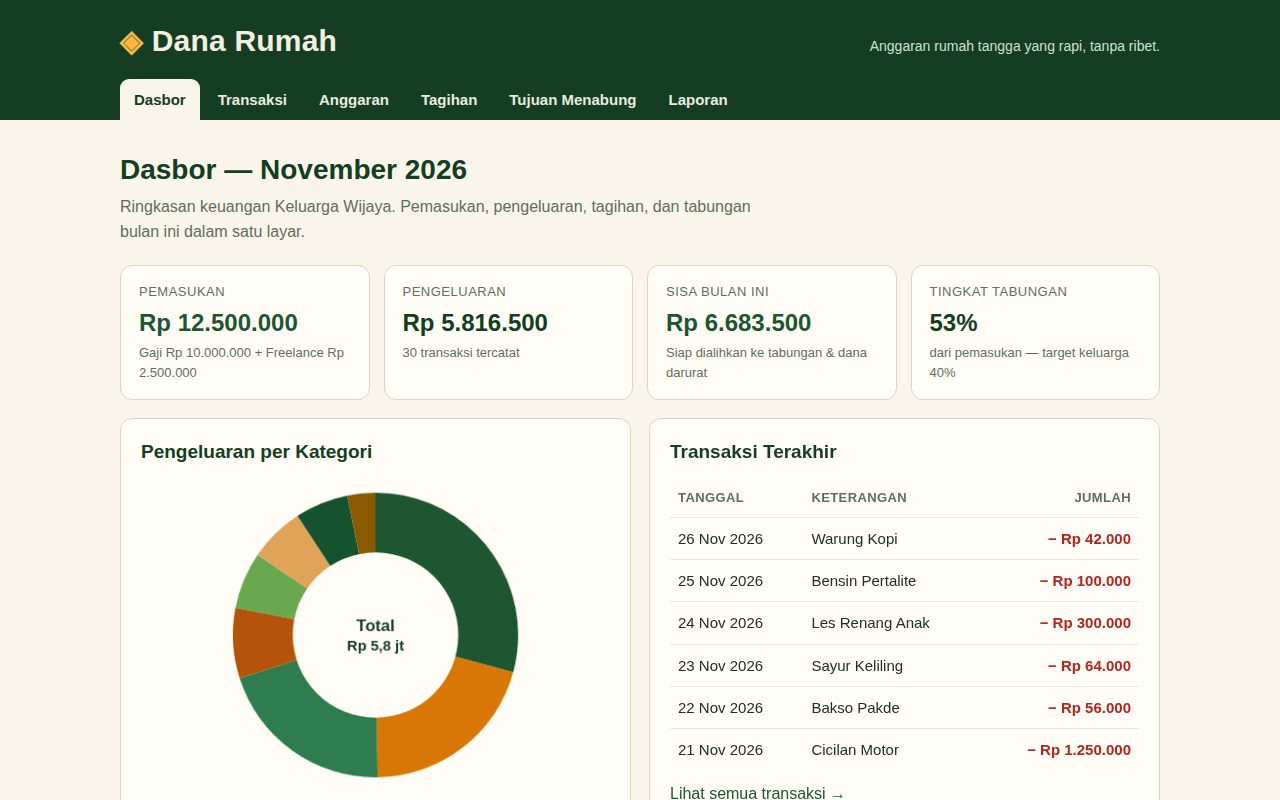 ◈ Dana Rumah
Anggaran rumah tangga yang rapi, tanpa ribet.
Dasbor Transaksi Anggaran Tagihan Tujuan Menabung Laporan
Dasbor — November 2026
Ringkasan keuangan Keluarga Wijaya. Pemasukan, pengeluaran, tagihan, dan tabungan
bulan ini dalam satu layar.
PEMASUKAN
Rp 12.500.000
Gaji Rp 10.000.000 + Freelance Rp
2.500.000
PENGELUARAN
Rp 5.816.500
30 transaksi tercatat
SISA BULAN INI
Rp 6.683.500
Siap dialihkan ke tabungan & dana
darurat
TINGKAT TABUNGAN
53%
dari pemasukan — target keluarga
40%
Pengeluaran per Kategori
Total
Rp 5,8 jt
Transaksi Terakhir
TANGGAL KETERANGAN JUMLAH
26 Nov 2026 Warung Kopi − Rp 42.000
25 Nov 2026 Bensin Pertalite − Rp 100.000
24 Nov 2026 Les Renang Anak − Rp 300.000
23 Nov 2026 Sayur Keliling − Rp 64.000
22 Nov 2026 Bakso Pakde − Rp 56.000
21 Nov 2026 Cicilan Motor − Rp 1.250.000
Lihat semua transaksi →